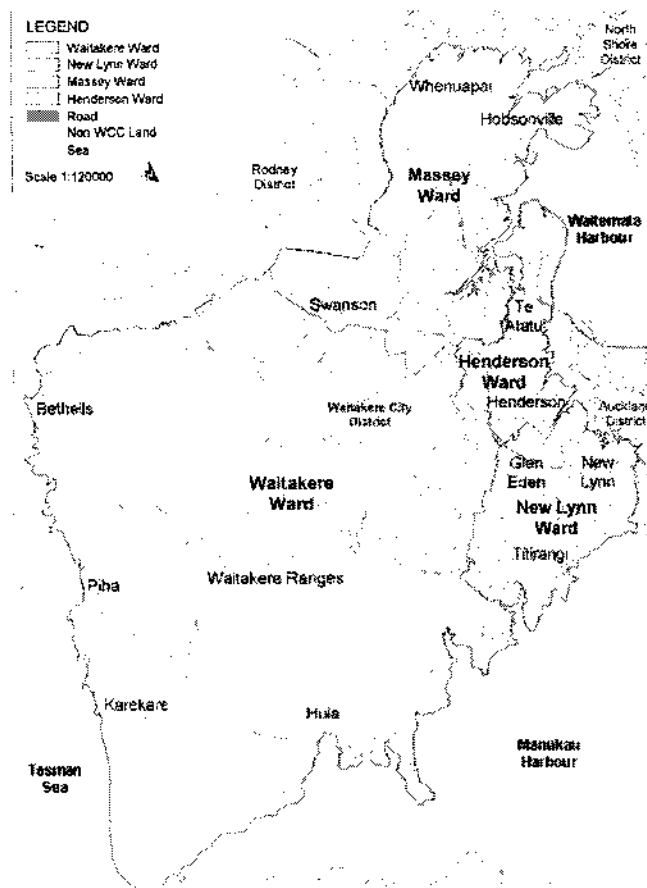 LEGEND
Waitakere Ward
New Lynn Ward
Massey Ward
Henderson Ward
Road
Non WCC Land
Sea
Scale 1:120000
North
Shore
District
Whenuapai
Hobsonville
Rodney
District
Massey
Ward
Waitemata
Harbour
Swanson
Te
Atatu
Henderson
Ward
Henderson
Bethells
Waitakere City
District
Auckland
District
Glen
Eden
New
Lynn
Waitakere
Ward
New Lynn
Ward
Titirangi
Waitakere Ranges
Piha
Karekare
Huia
Manukau
Harbour
Tasman
Sea